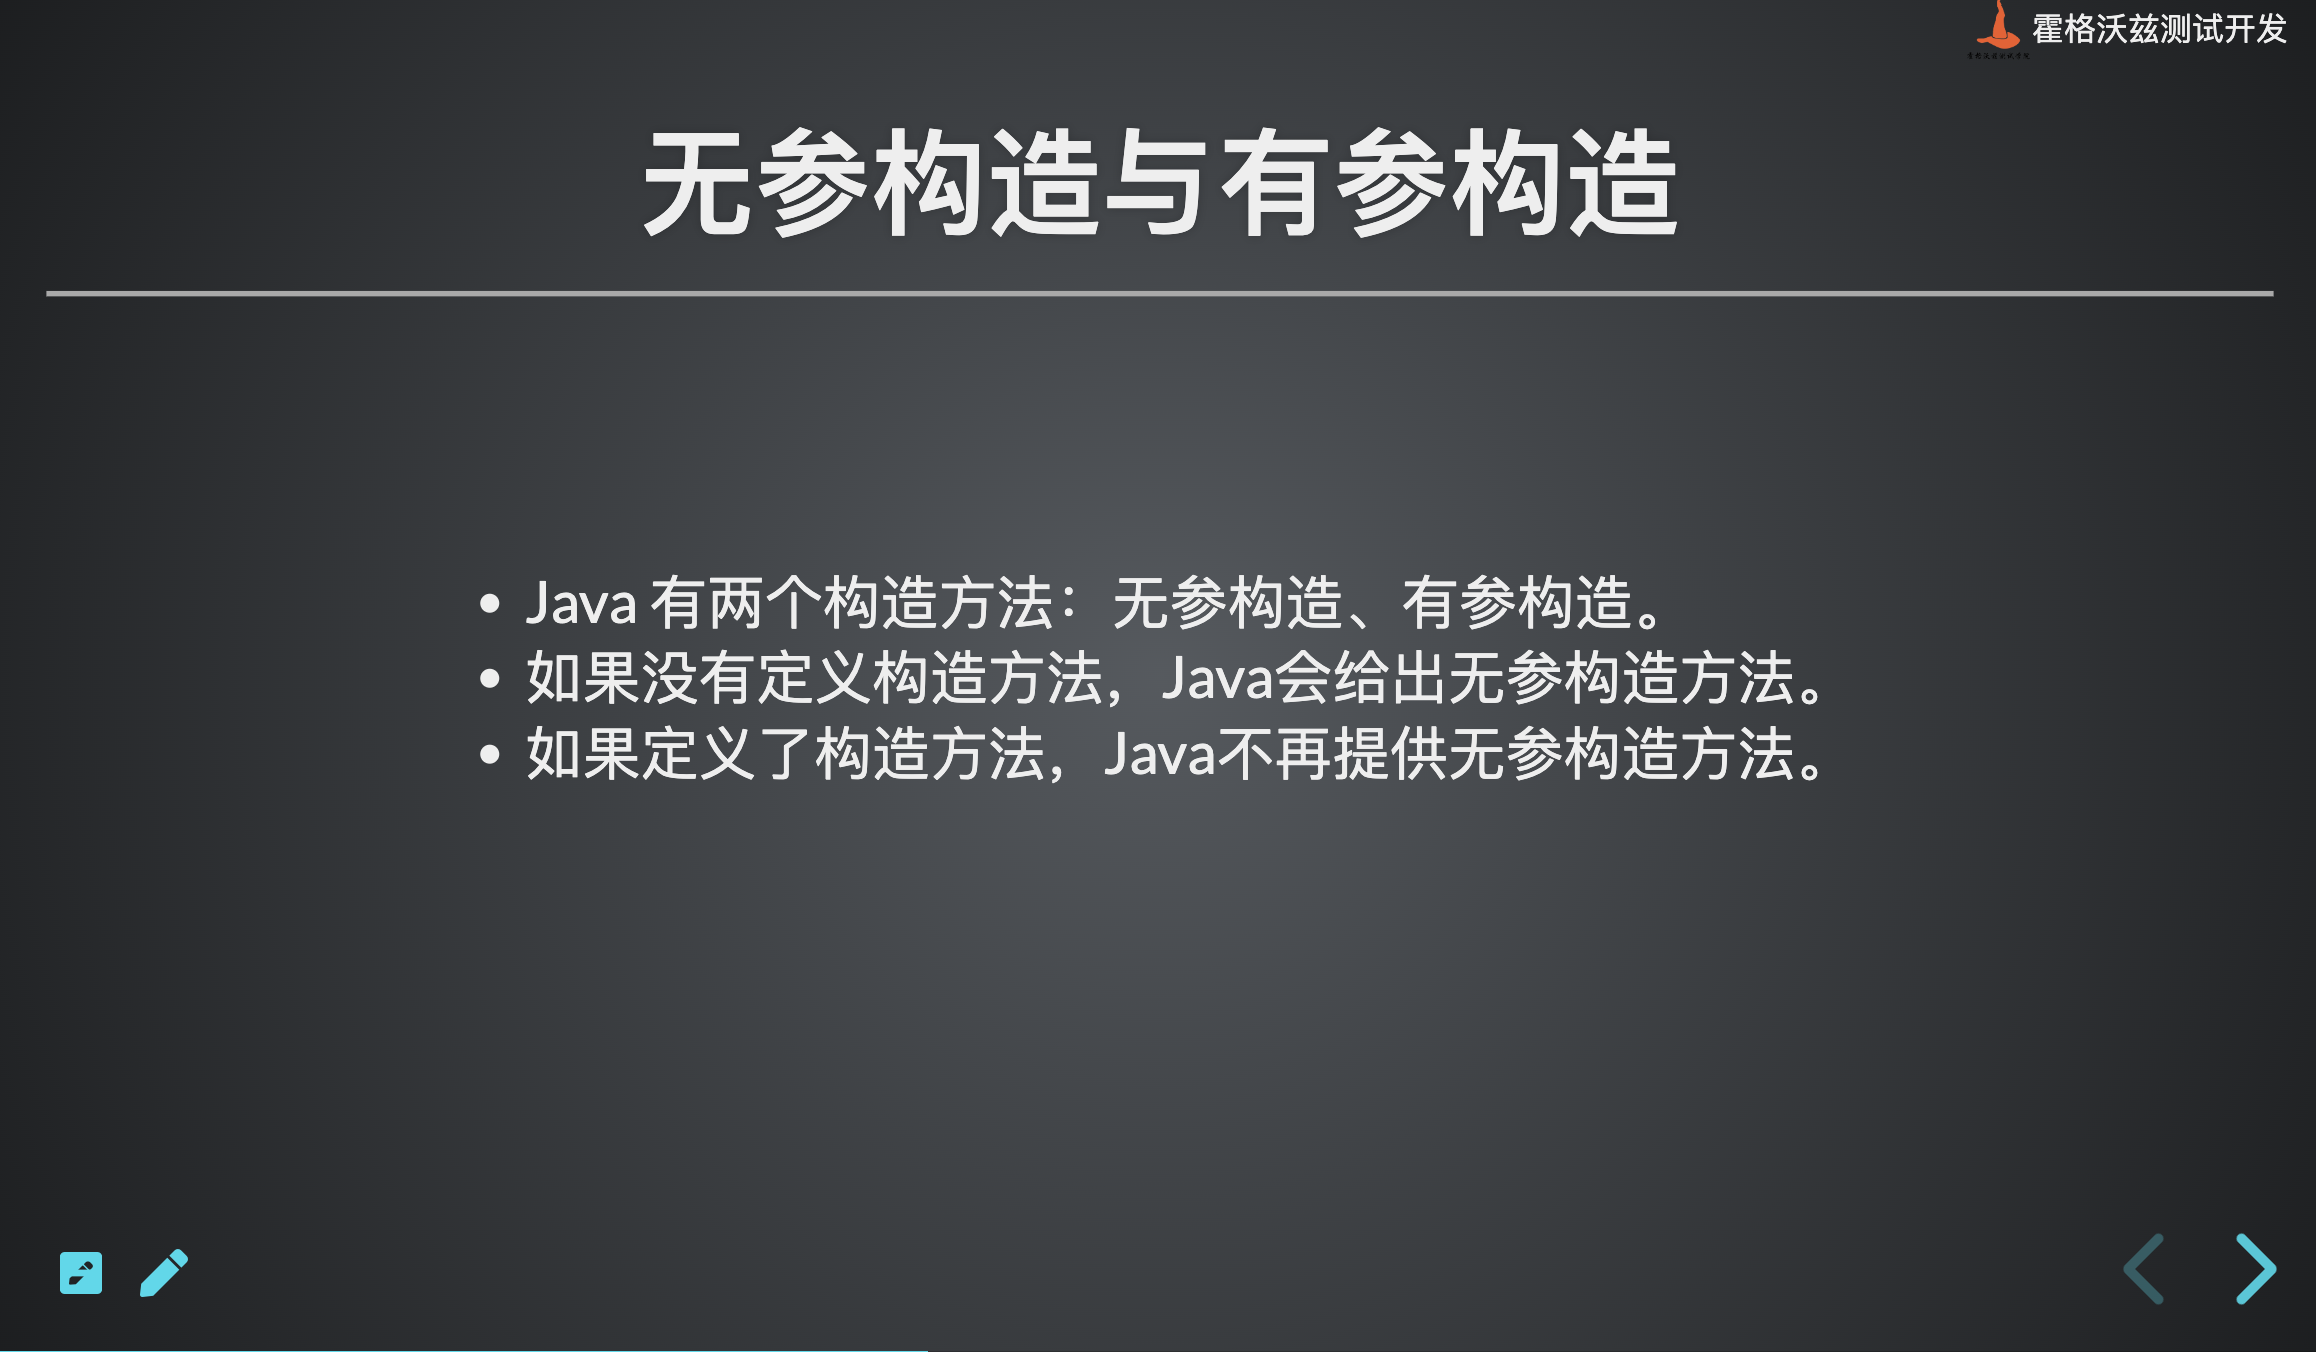 霍格沃兹测试开发
无参构造与有参构造
Java 有两个构造方法：无参构造、有参构造。
如果没有定义构造方法，Java会给出无参构造方法。
如果定义了构造方法，Java不再提供无参构造方法。